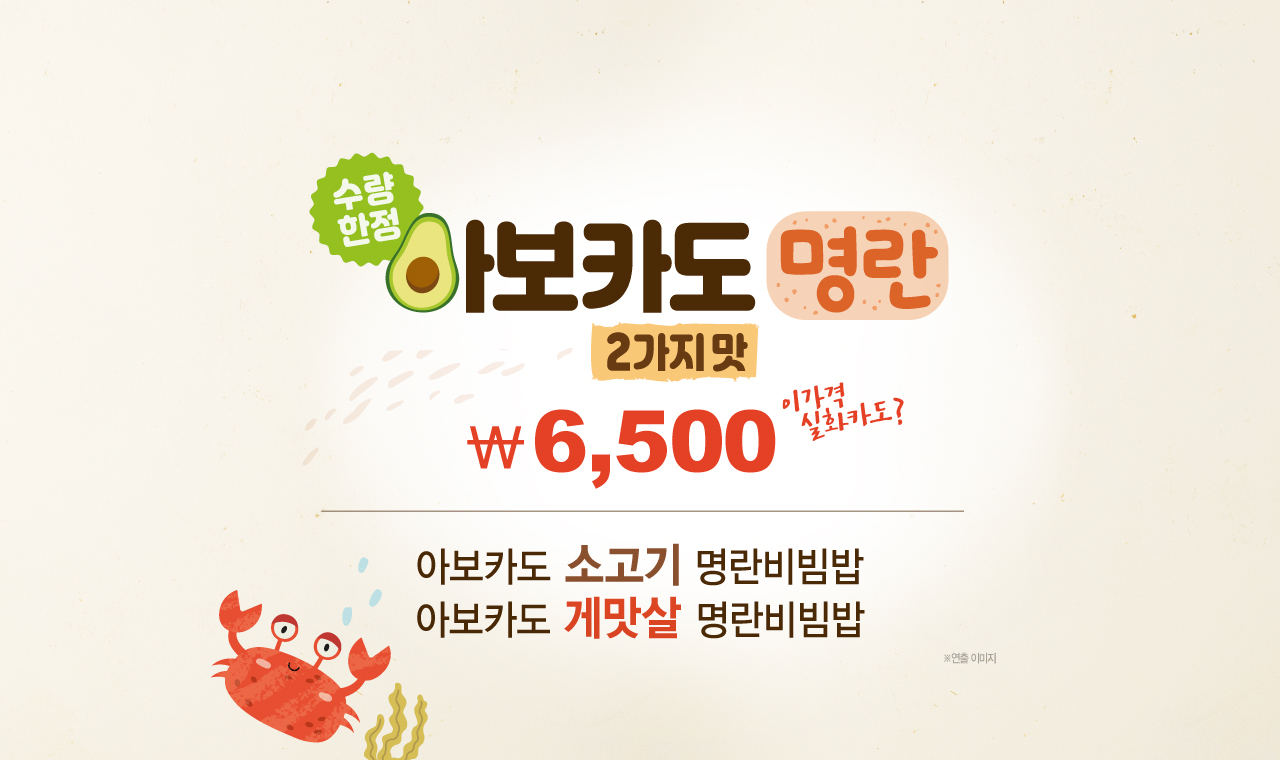 수량
한정
아보카도 명란
2가지 맛
₩6,500
이가격
실화카도?
아보카도 소고기 명란비빔밥
아보카도 게맛살 명란비빔밥
※연출 이미지